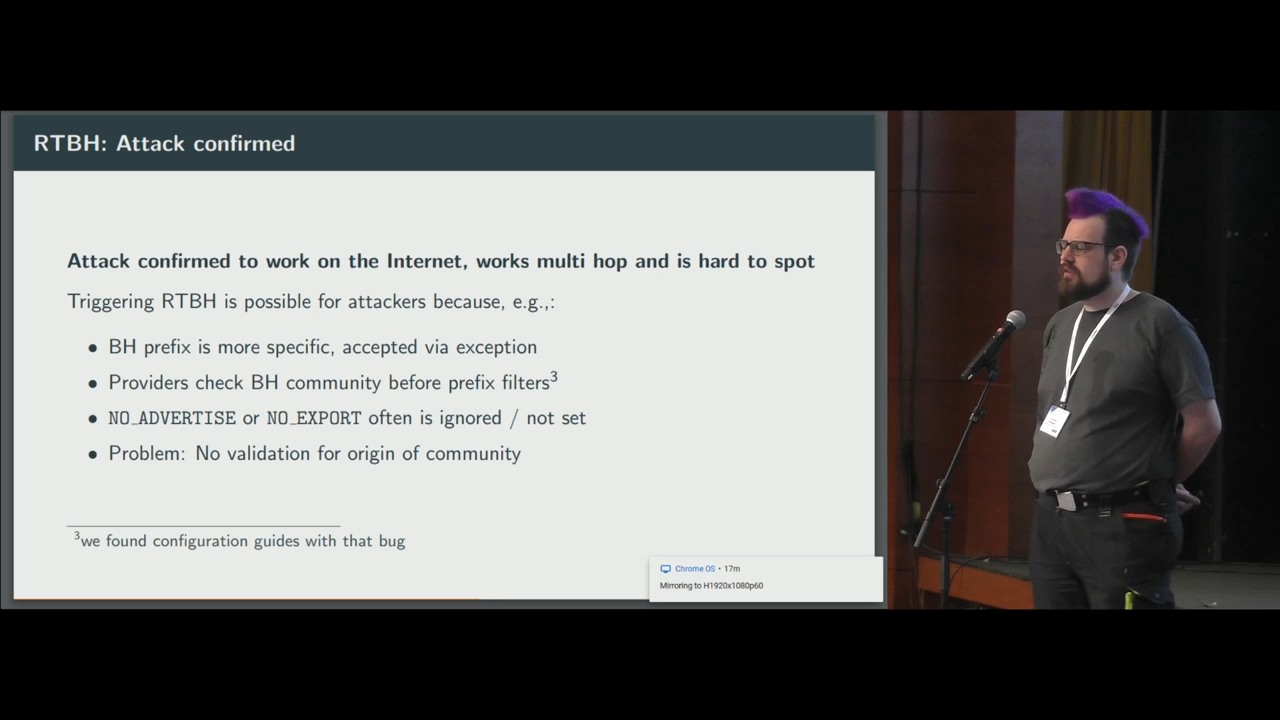 RTBH: Attack confirmed
Attack confirmed to work on the Internet, works multi hop and is hard to spot
Triggering RTBH is possible for attackers because, e.g.,:
• BH prefix is more specific, accepted via exception
• Providers check BH community before prefix filters³
• NO_ADVERTISE or NO_EXPORT often is ignored / not set
• Problem: No validation for origin of community
³we found configuration guides with that bug
Chrome OS • 17m
Mirroring to H1920x1080p60